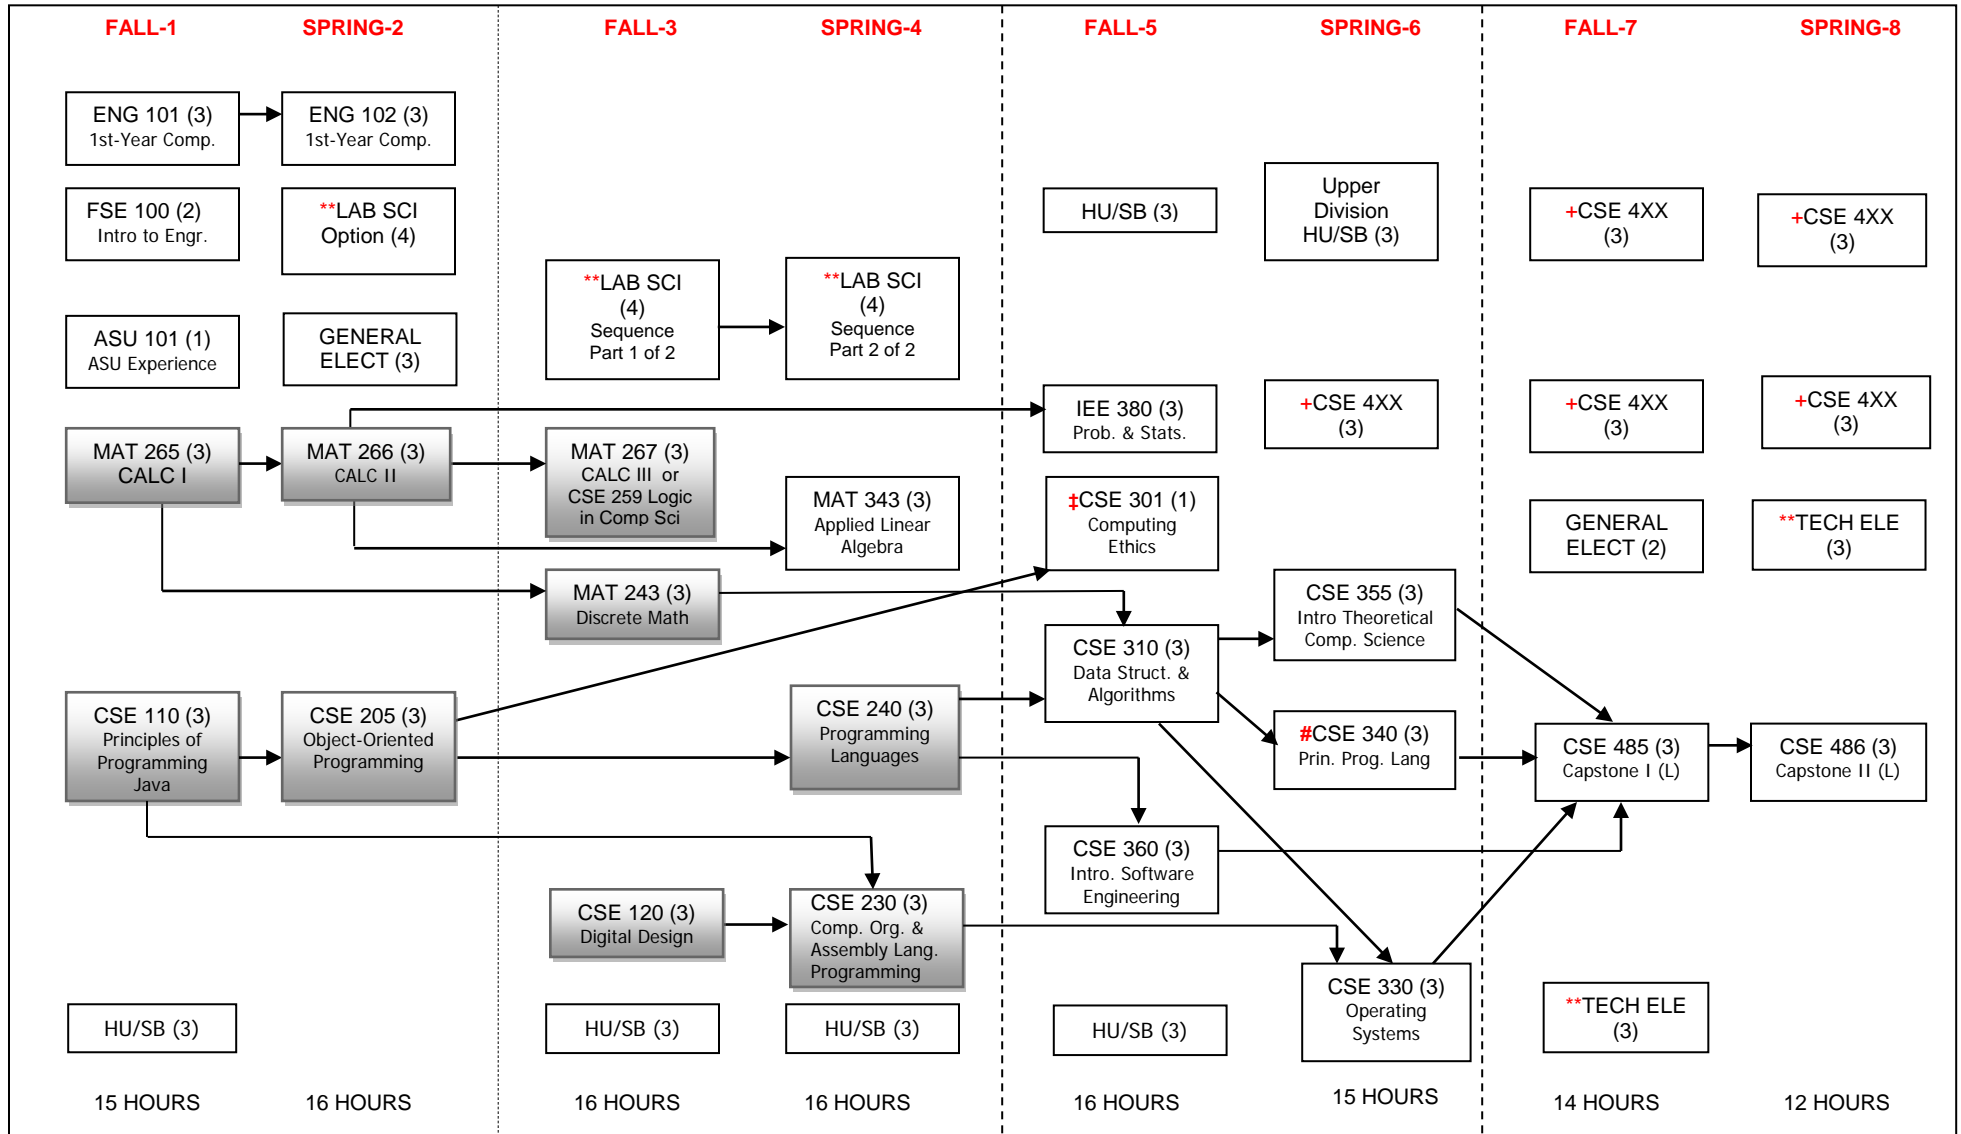 FALL-1
SPRING-2
FALL-3
SPRING-4
FALL-5
SPRING-6
FALL-7
SPRING-8
ENG 101 (3)
1st-Year Comp.
ENG 102 (3)
1st-Year Comp.
FSE 100 (2)
Intro to Engr.
**LAB SCI
Option (4)
HU/SB (3)
Upper
Division
HU/SB (3)
+CSE 4XX
(3)
+CSE 4XX
(3)
**LAB SCI
(4)
Sequence
Part 1 of 2
**LAB SCI
(4)
Sequence
Part 2 of 2
ASU 101 (1)
ASU Experience
GENERAL
ELECT (3)
IEE 380 (3)
Prob. & Stats.
+CSE 4XX
(3)
+CSE 4XX
(3)
+CSE 4XX
(3)
MAT 265 (3)
CALC I
MAT 266 (3)
CALC II
MAT 267 (3)
CALC III or
CSE 259 Logic
in Comp Sci
MAT 343 (3)
Applied Linear
Algebra
‡CSE 301 (1)
Computing
Ethics
GENERAL
ELECT (2)
**TECH ELE
(3)
MAT 243 (3)
Discrete Math
CSE 355 (3)
Intro Theoretical
Comp. Science
CSE 310 (3)
Data Struct. &
Algorithms
CSE 110 (3)
Principles of
Programming
Java
CSE 205 (3)
Object-Oriented
Programming
CSE 240 (3)
Programming
Languages
#CSE 340 (3)
Prin. Prog. Lang
CSE 485 (3)
Capstone I (L)
CSE 486 (3)
Capstone II (L)
CSE 360 (3)
Intro. Software
Engineering
CSE 120 (3)
Digital Design
CSE 230 (3)
Comp. Org. &
Assembly Lang.
Programming
CSE 330 (3)
Operating
Systems
**TECH ELE
(3)
HU/SB (3)
HU/SB (3)
HU/SB (3)
HU/SB (3)
15 HOURS
16 HOURS
16 HOURS
16 HOURS
16 HOURS
15 HOURS
14 HOURS
12 HOURS